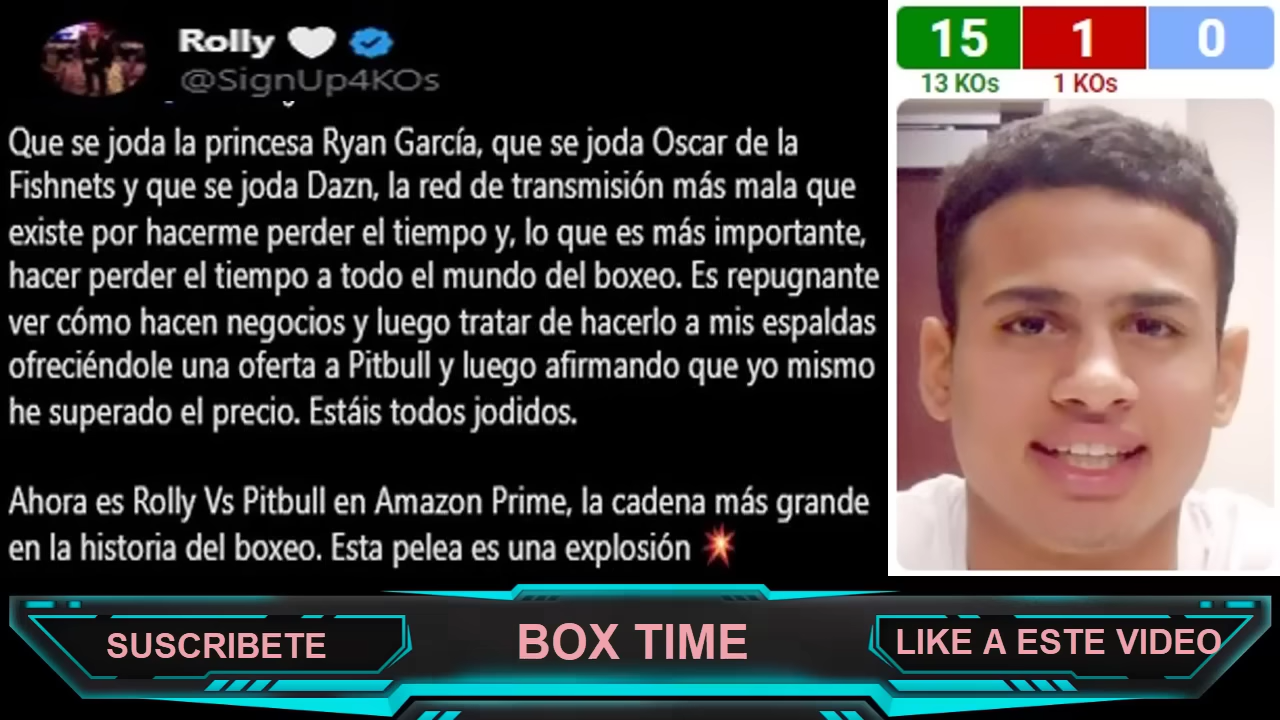 Rolly
@SignUp4KOs
Que se joda la princesa Ryan García, que se joda Oscar de la
Fishnets y que se joda Dazn, la red de transmisión más mala que
existe por hacerme perder el tiempo y, lo que es más importante,
hacer perder el tiempo a todo el mundo del boxeo. Es repugnante
ver cómo hacen negocios y luego tratar de hacerlo a mis espaldas
ofreciéndole una oferta a Pitbull y luego afirmando que yo mismo
he superado el precio. Estáis todos jodidos.
Ahora es Rolly Vs Pitbull en Amazon Prime, la cadena más grande
en la historia del boxeo. Esta pelea es una explosión 💥
15 1 0
13 KOs 1 KOs
SUSCRIBETE
BOX TIME
LIKE A ESTE VIDEO